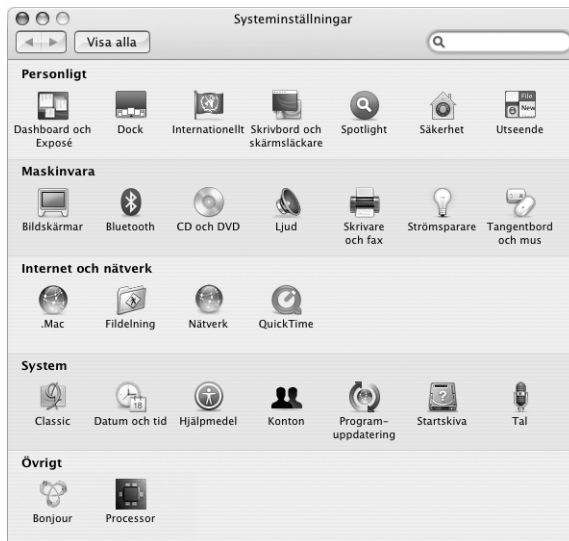 Systeminställningar
Visa alla
Personligt
Dashboard och Exposé
Dock
Internationellt
Skrivbord och skärmsläckare
Spotlight
Säkerhet
File
New
Utseende
Maskinvara
Bildskärmar
Bluetooth
CD och DVD
Ljud
Skrivare och fax
Strömsparare
Tangentbord och mus
Internet och nätverk
.Mac
Fildelning
Nätverk
QuickTime
System
Classic
18
Datum och tid
Hjälpmedel
Konton
Program-
uppdatering
?
Startskiva
Tal
Övrigt
Bonjour
Processor